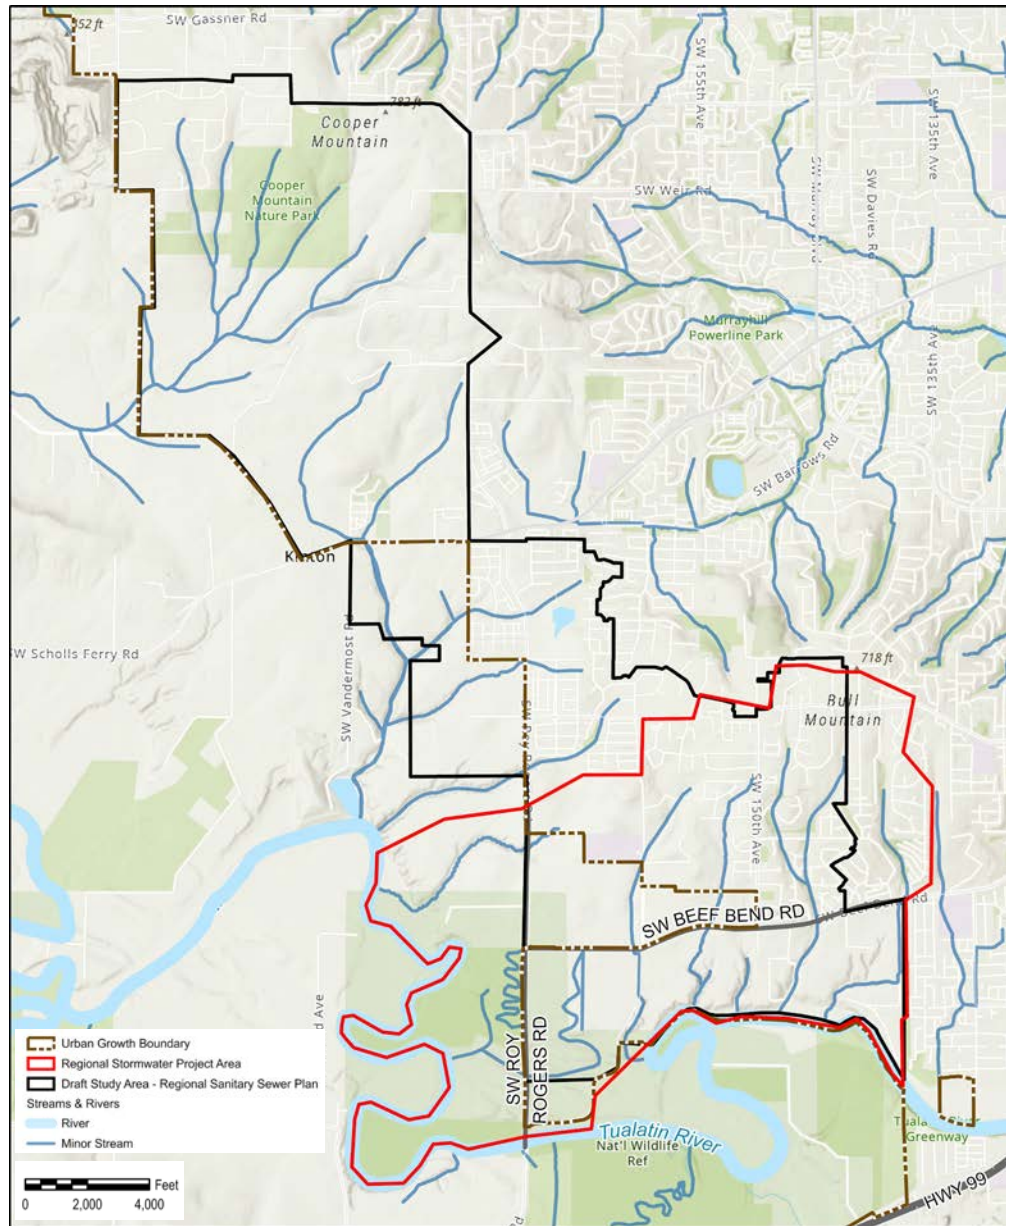 SW Gassner Rd
952 ft
SW 155th Ave
782 ft
Cooper
Mountain
SW 135th Ave
Cooper
Mountain
Nature Park
SW Weir Rd
SW Murray Blvd
SW Davies Rd
Murrayhill
Powerline Park
SW 135th Ave
SW Barrows Rd
Kinton
SW Scholls Ferry Rd
SW Vandermost Rd
718 ft
Bull
Mountain
SW 150th Ave
SW BEEF BEND RD
SW ROY
ROGERS RD
Tualatin River
Nat'l Wildlife
Ref
Greenway
HWY 99
Urban Growth Boundary
Regional Stormwater Project Area
Draft Study Area - Regional Sanitary Sewer Plan
Streams & Rivers
River
Minor Stream
Feet
0 2,000 4,000